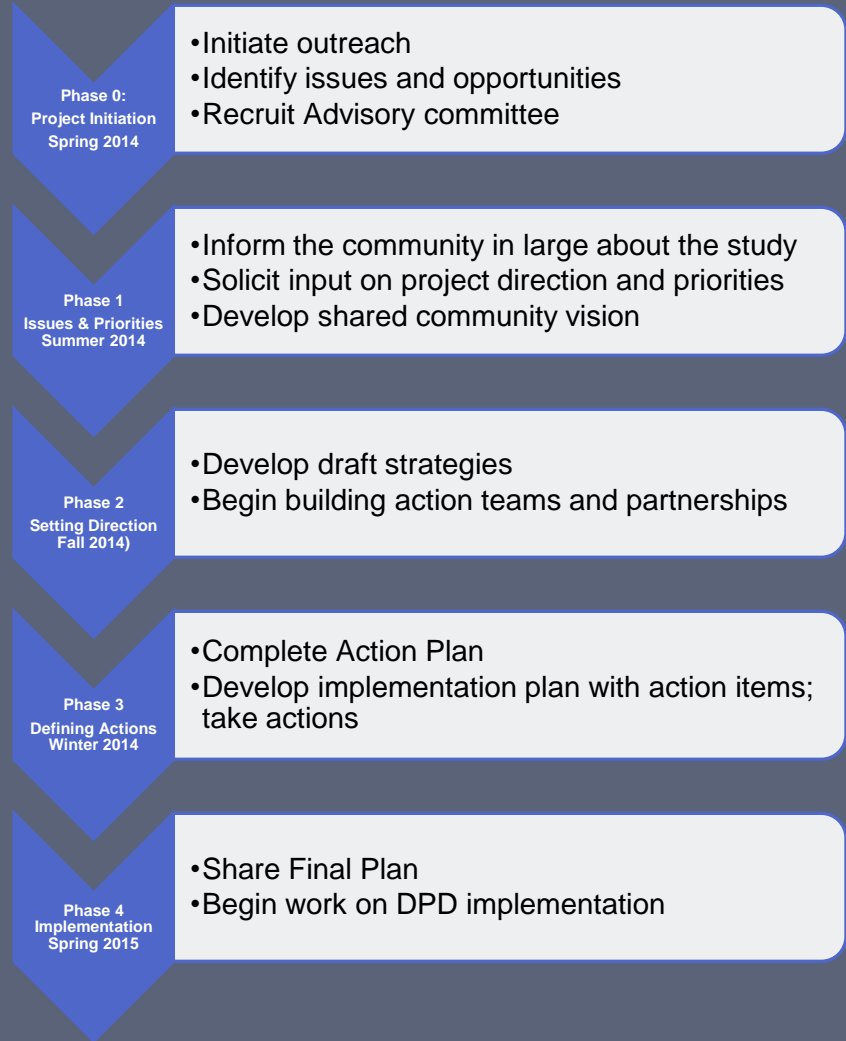 Phase 0:
Project Initiation
Spring 2014
•Initiate outreach
•Identify issues and opportunities
•Recruit Advisory committee
Phase 1
Issues & Priorities
Summer 2014
•Inform the community in large about the study
•Solicit input on project direction and priorities
•Develop shared community vision
Phase 2
Setting Direction
Fall 2014)
•Develop draft strategies
•Begin building action teams and partnerships
Phase 3
Defining Actions
Winter 2014
•Complete Action Plan
•Develop implementation plan with action items;
take actions
Phase 4
Implementation
Spring 2015
•Share Final Plan
•Begin work on DPD implementation